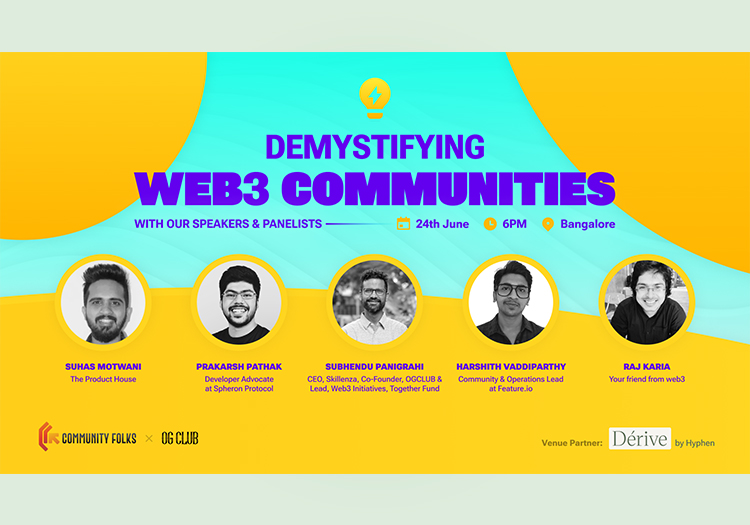 DEMYSTIFYING
WEB3 COMMUNITIES
WITH OUR SPEAKERS & PANELISTS 24th June 6PM Bangalore
SUHAS MOTWANI
The Product House
PRAKARSH PATHAK
Developer Advocate
at Spheron Protocol
SUBHENDU PANIGRAHI
CEO, Skillenza, Co-Founder, OGCLUB &
Lead, Web3 Initiatives, Together Fund
HARSHITH VADDIPARTHY
Community & Operations Lead
at Feature.io
RAJ KARIA
Your friend from web3
COMMUNITY FOLKS × OG CLUB
Venue Partner: Dérive by Hyphen